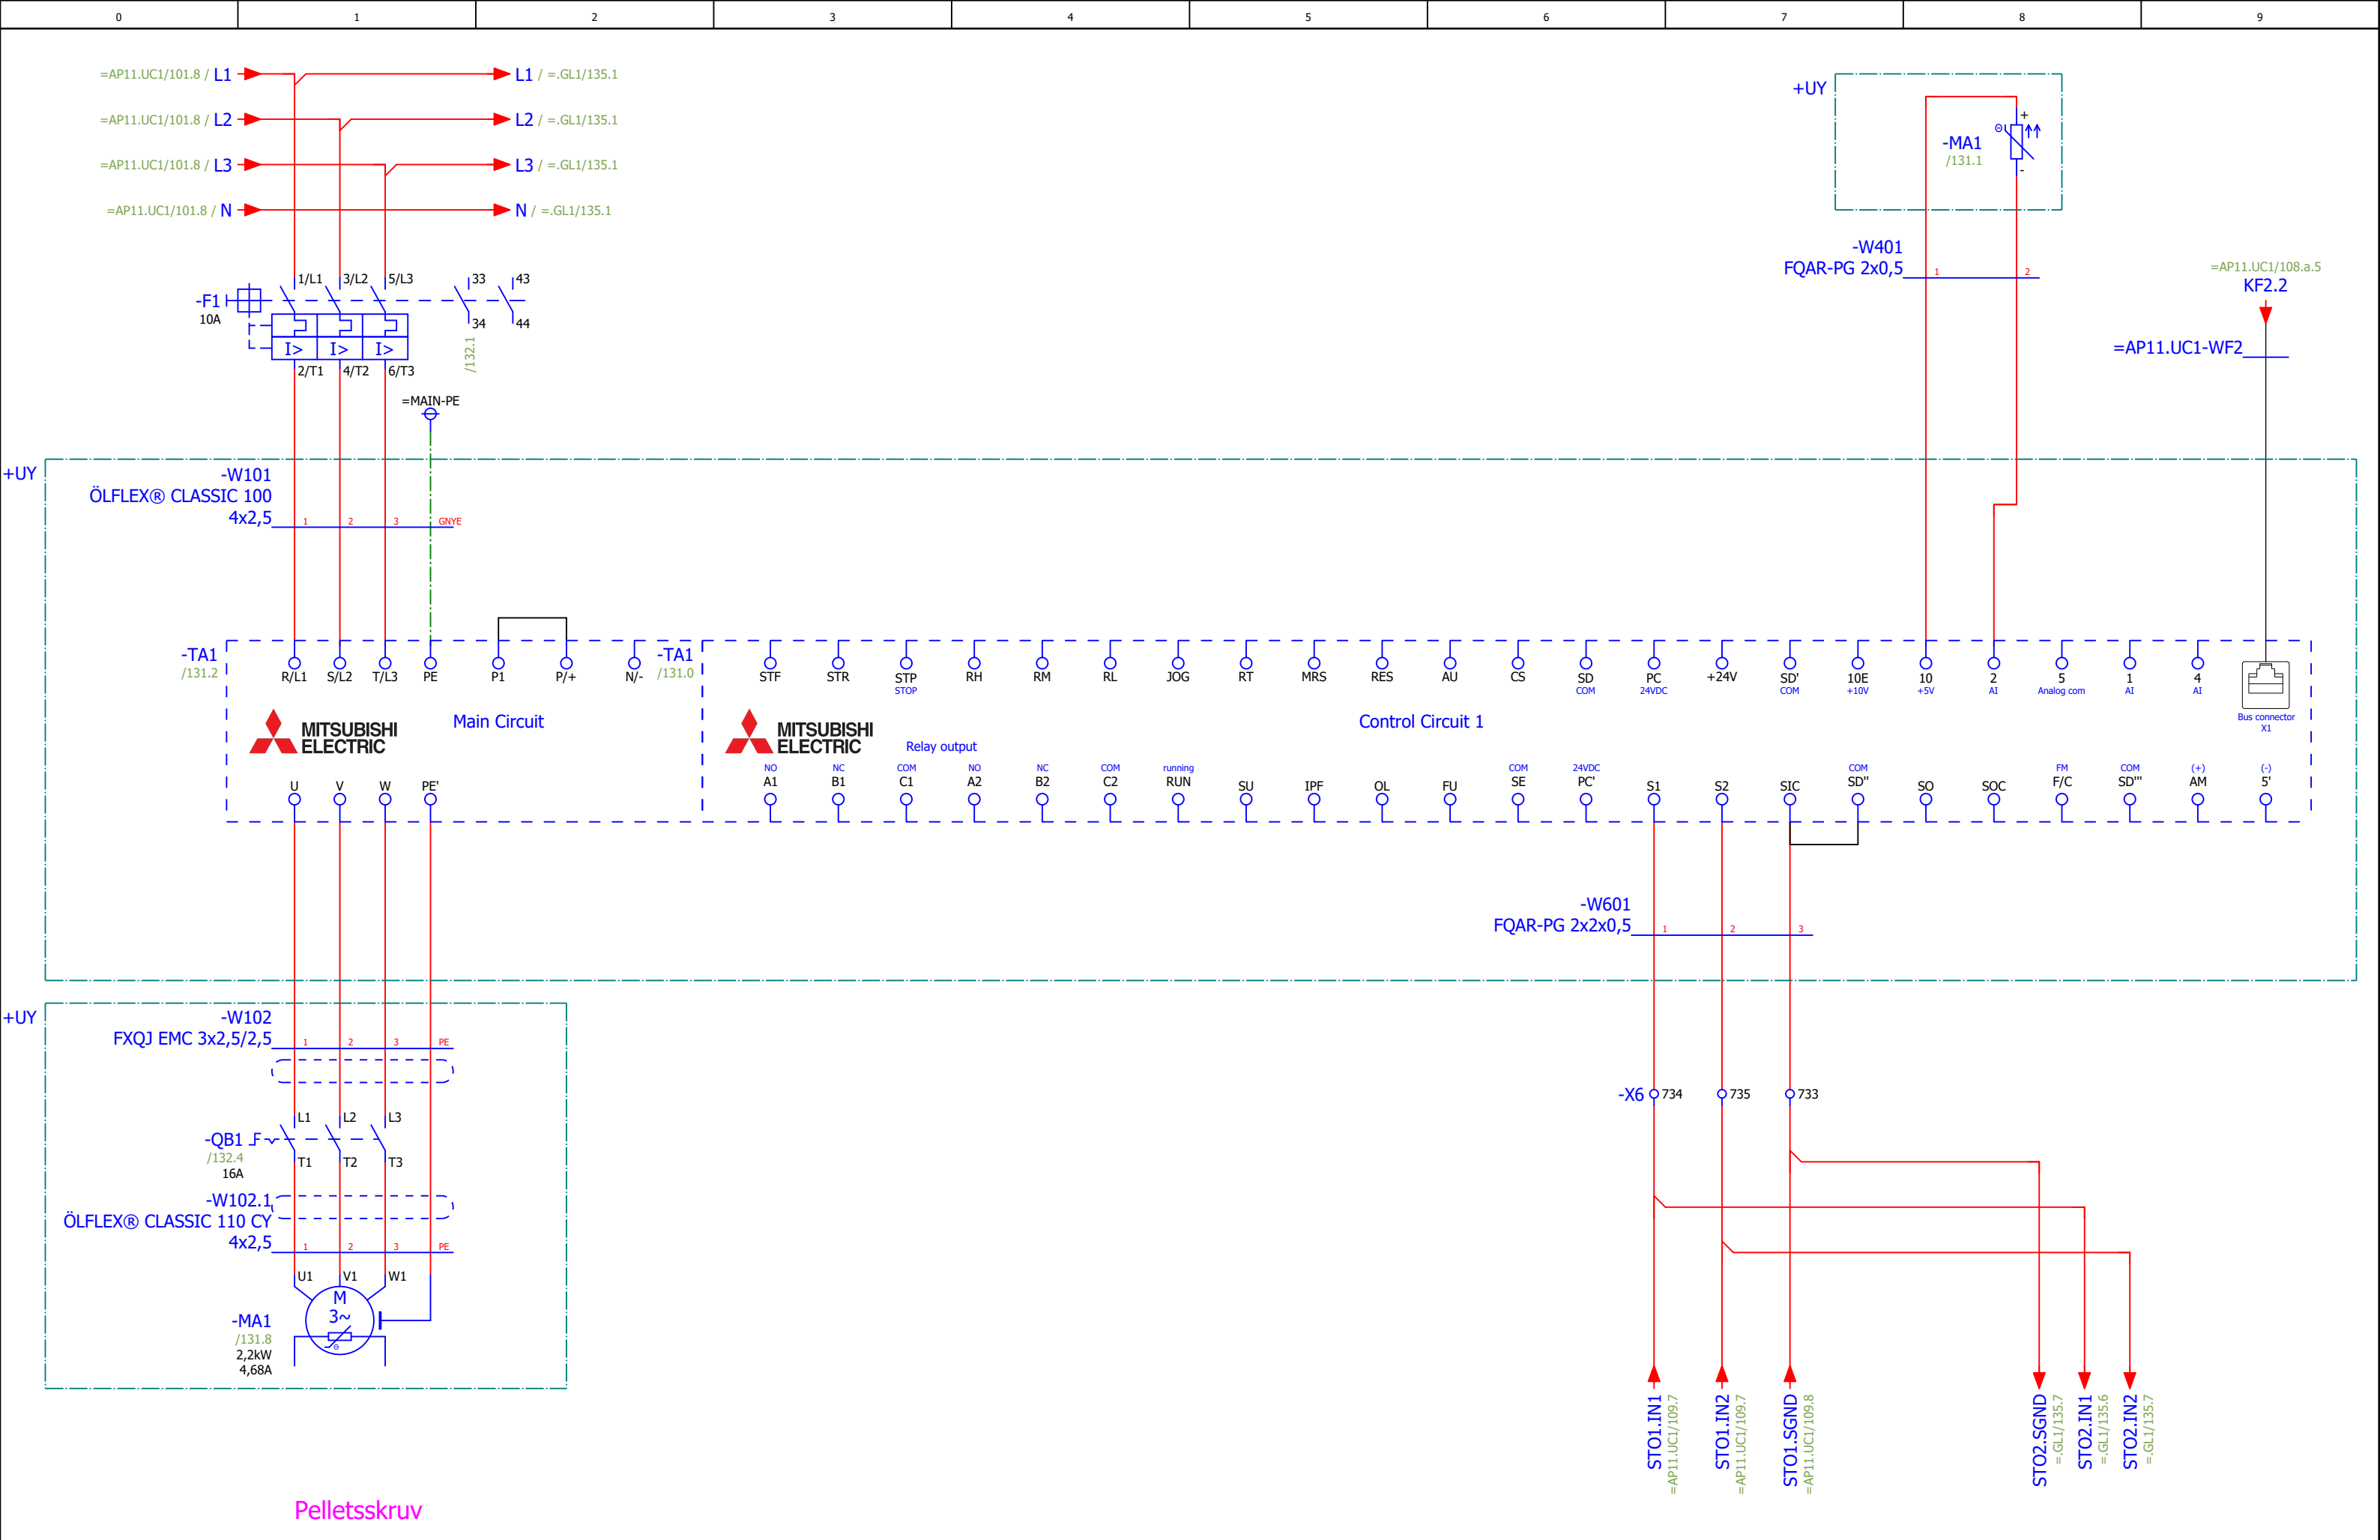 0 1 2 3 4 5 6 7 8 9
=AP11.UC1/101.8 / L1 L1 / =.GL1/135.1
=AP11.UC1/101.8 / L2 L2 / =.GL1/135.1
=AP11.UC1/101.8 / L3 L3 / =.GL1/135.1
=AP11.UC1/101.8 / N N / =.GL1/135.1
+UY
-MA1
/131.1
+
-
Θ
-W401
FQAR-PG 2x0,5
1 2
=AP11.UC1/108.a.5
KF2.2
=AP11.UC1-WF2
1/L1 3/L2 5/L3 33 43
-F1
10A
34 44
I> I> I>
/132.1
2/T1 4/T2 6/T3
=MAIN-PE
+UY
-W101
ÖLFLEX® CLASSIC 100
4x2,5
1 2 3 GNYE
-TA1
/131.2
R/L1 S/L2 T/L3 PE P1 P/+ N/-
MITSUBISHI
ELECTRIC
Main Circuit
U V W PE'
-TA1
/131.0
STF STR STP RH RM RL JOG RT MRS RES AU CS SD PC +24V SD' 10E 10 2 5 1 4
STOP COM 24VDC COM +10V +5V AI Analog com AI AI
Bus connector
X1
MITSUBISHI
ELECTRIC
Control Circuit 1
Relay output
NO NC COM NO NC COM running COM 24VDC COM FM COM (+) (-)
A1 B1 C1 A2 B2 C2 RUN SU IPF OL FU SE PC' S1 S2 SIC SD'' SO SOC F/C SD''' AM 5'
-W601
FQAR-PG 2x2x0,5
1 2 3
+UY
-W102
FXQJ EMC 3x2,5/2,5
1 2 3 PE
L1 L2 L3
-QB1
/132.4
16A
T1 T2 T3
-W102.1
ÖLFLEX® CLASSIC 110 CY
4x2,5
1 2 3 PE
U1 V1 W1
M
3~
Θ
-MA1
/131.8
2,2kW
4,68A
-X6 734 735 733
STO1.IN1
=AP11.UC1/109.7
STO1.IN2
=AP11.UC1/109.7
STO1.SGND
=AP11.UC1/109.8
STO2.SGND
=.GL1/135.7
STO2.IN1
=.GL1/135.6
STO2.IN2
=.GL1/135.7
Pelletsskruv